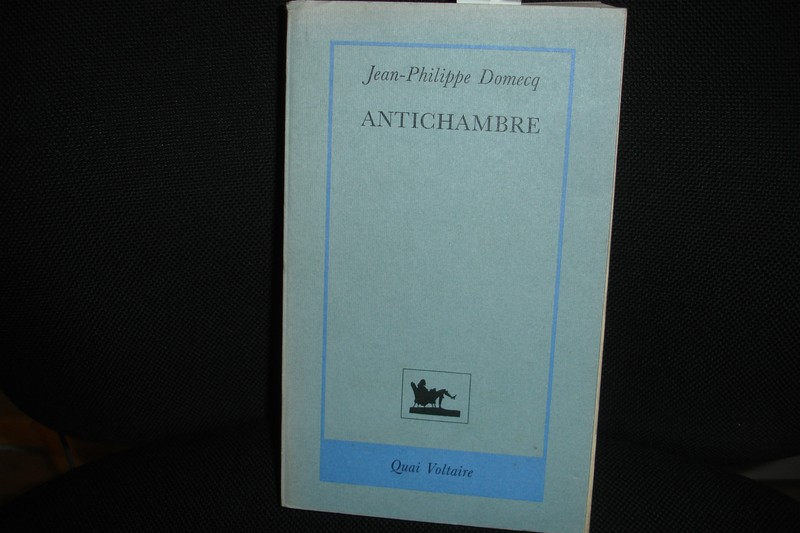 Jean-Philippe Domecq
ANTICHAMBRE
Quai Voltaire